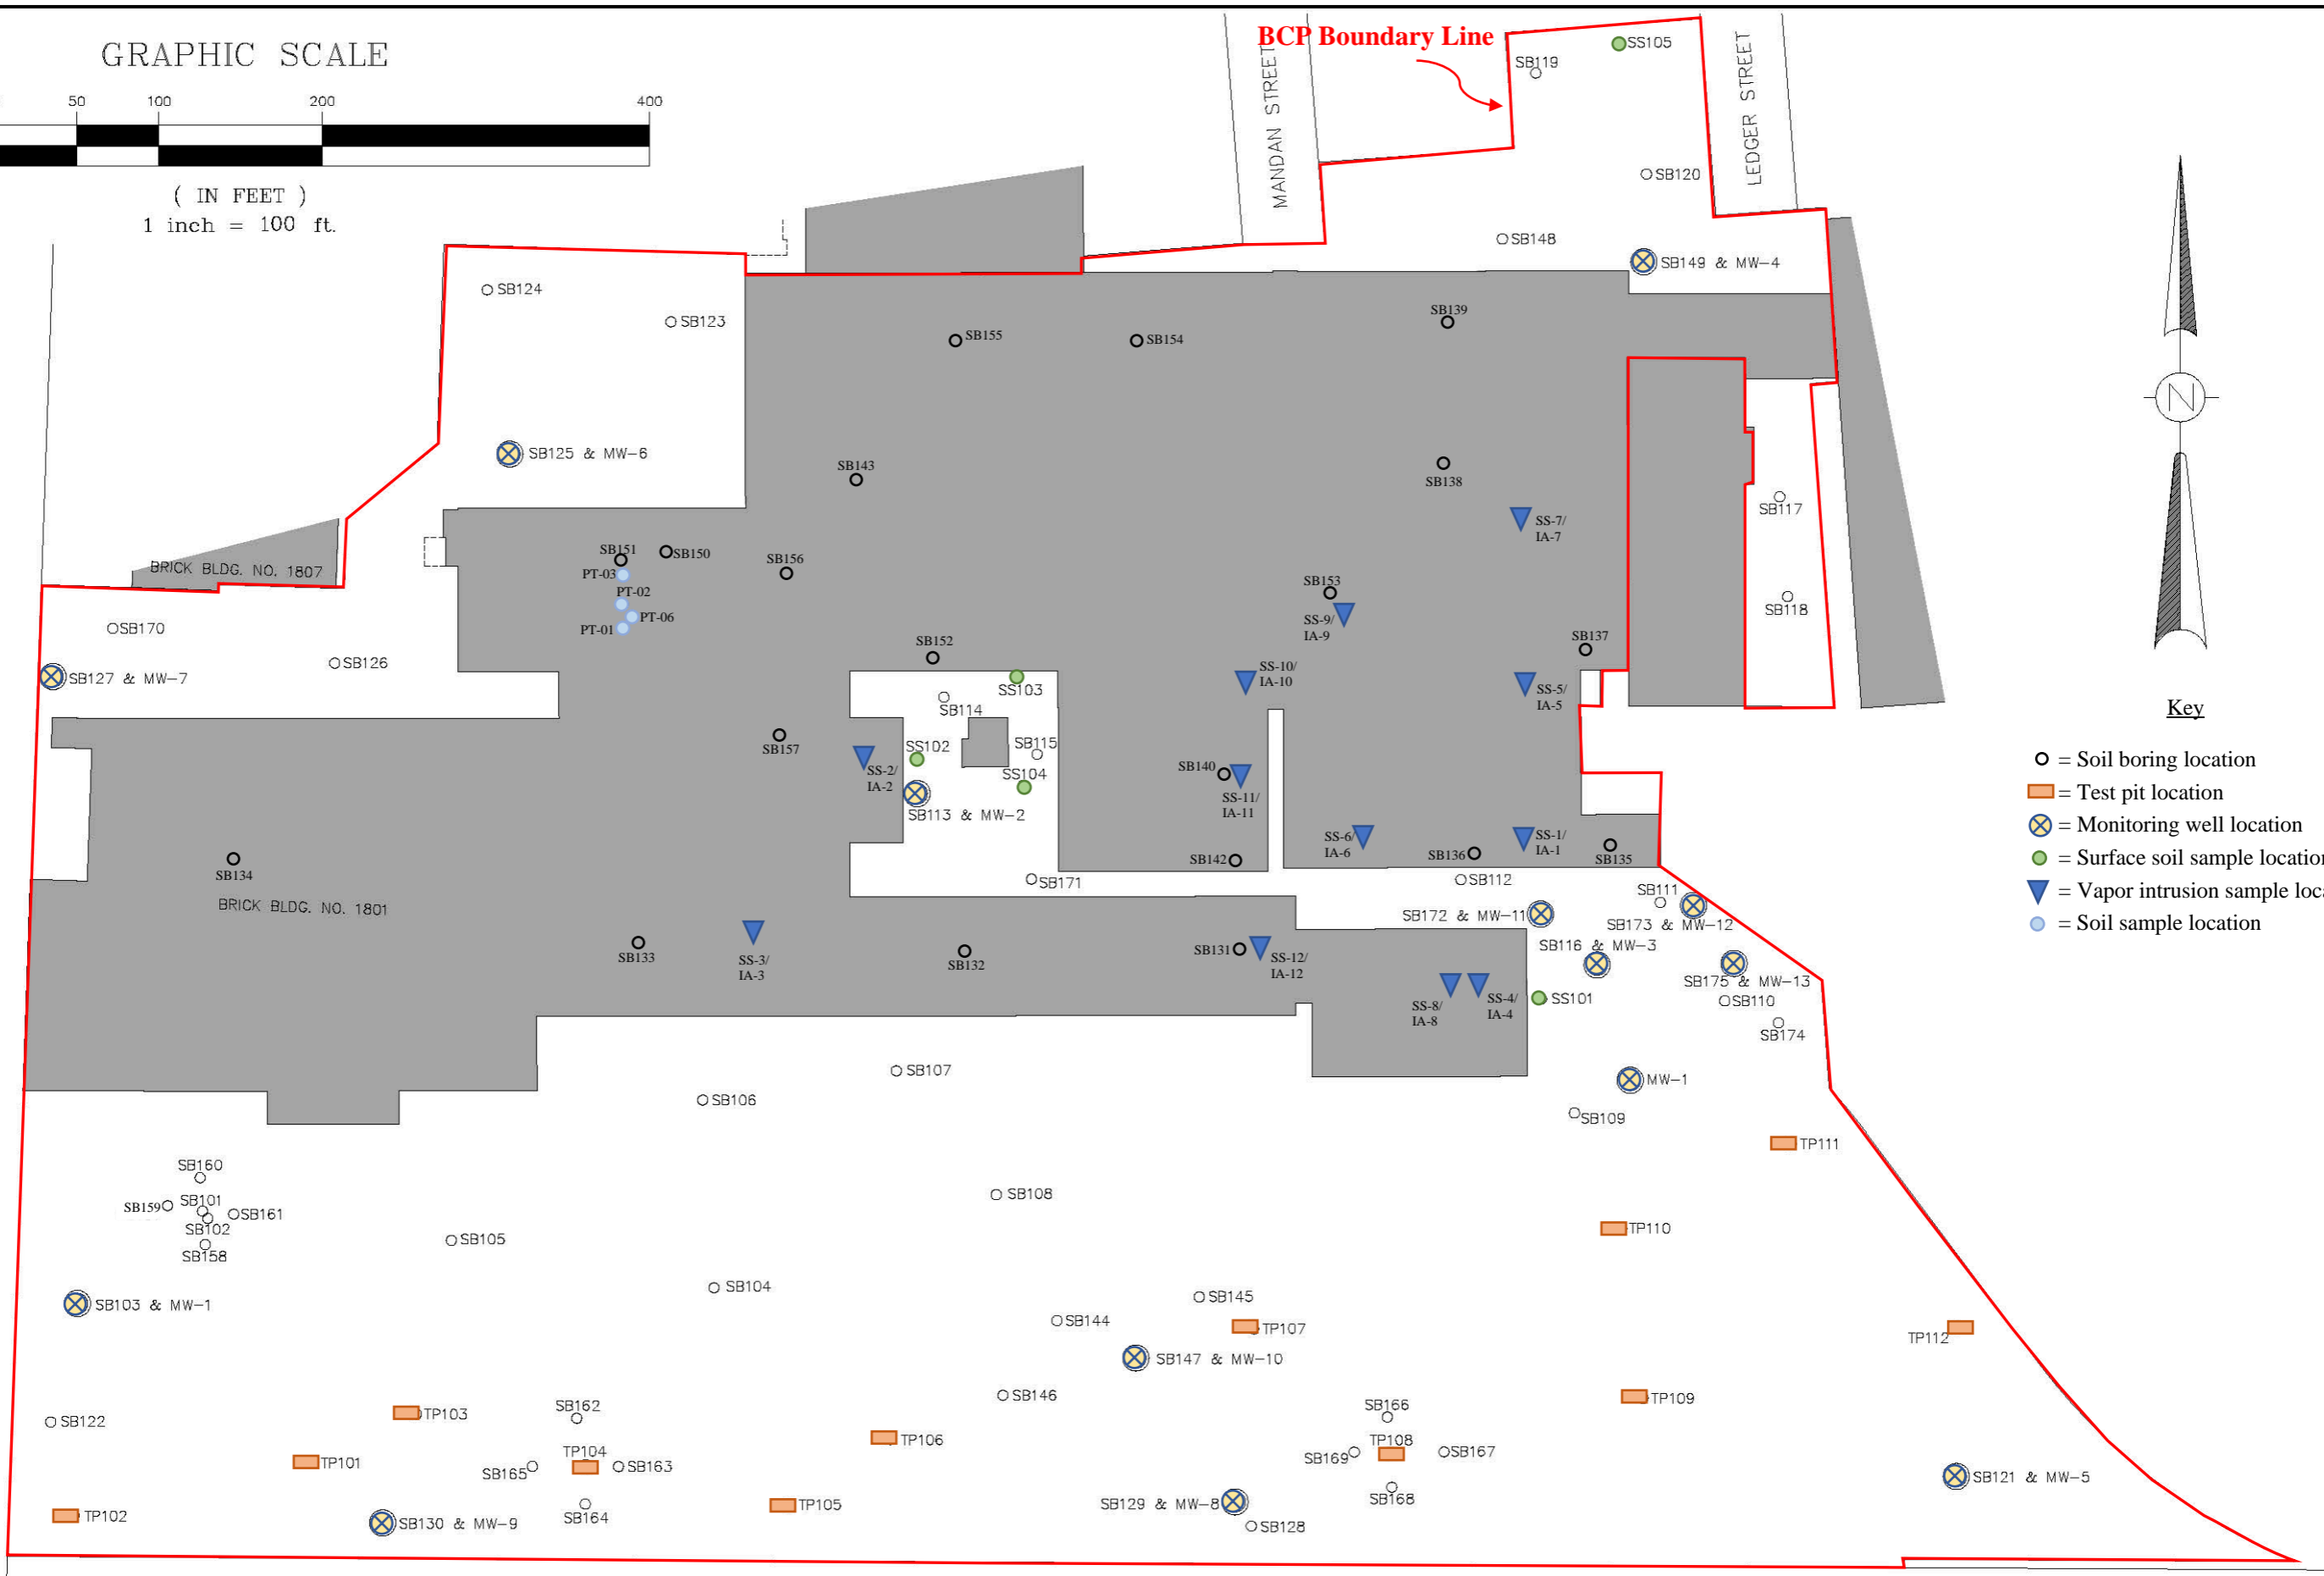 GRAPHIC SCALE
50 100 200 400
( IN FEET )
1 inch = 100 ft.
BCP Boundary Line
MANDAN STREET
LEDGER STREET
SS105
SB119
SB120
SB148
SB149 & MW-4
SB124
SB123
SB139
SB155
SB154
SB125 & MW-6
SB143
SB138
SB117
SS-7/
IA-7
BRICK BLDG. NO. 1807
SB151
SB150
PT-03
SB156
PT-02
PT-06
PT-01
SB153
SS-9/
IA-9
SB118
SB170
SB126
SB127 & MW-7
SB152
SB137
SS-10/
IA-10
SS103
SB114
SS-5/
IA-5
N
Key
= Soil boring location
= Test pit location
= Monitoring well location
= Surface soil sample location
= Vapor intrusion sample loca
= Soil sample location
SB157
SS-2/
IA-2
SS102
SB115
SS104
SB113 & MW-2
SB140
SS-11/
IA-11
SS-6/
IA-6
SS-1/
IA-1
SB142
SB136
SB135
SB134
BRICK BLDG. NO. 1801
SB171
SB112
SB111
SB172 & MW-11
SB173 & MW-12
SB116 & MW-3
SB133
SS-3/
IA-3
SB132
SB131
SS-12/
IA-12
SB175 & MW-13
SS-8/
IA-8
SS-4/
IA-4
SS101
SB110
SB174
SB107
SB106
MW-1
SB109
TP111
SB160
SB159
SB101
SB161
SB102
SB158
SB108
TP110
SB105
SB104
SB103 & MW-1
SB145
SB144
TP107
TP112
SB147 & MW-10
SB146
TP109
SB122
TP103
SB162
SB166
TP106
TP101
TP104
SB165
SB163
TP108
SB169
SB167
SB121 & MW-5
TP102
SB130 & MW-9
SB164
TP105
SB129 & MW-8
SB168
SB128